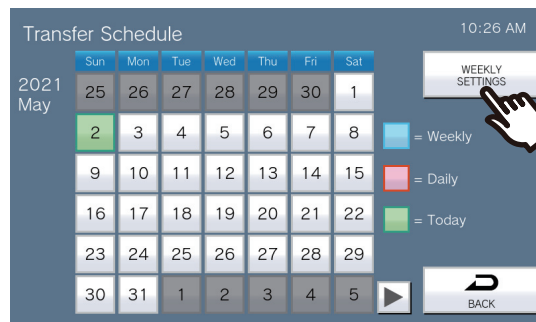 Transfer Schedule
10:26 AM
2021
May
Sun Mon Tue Wed Thu Fri Sat
25 26 27 28 29 30 1
2 3 4 5 6 7 8
9 10 11 12 13 14 15
16 17 18 19 20 21 22
23 24 25 26 27 28 29
30 31 1 2 3 4 5
WEEKLY
SETTINGS
= Weekly
= Daily
= Today
BACK